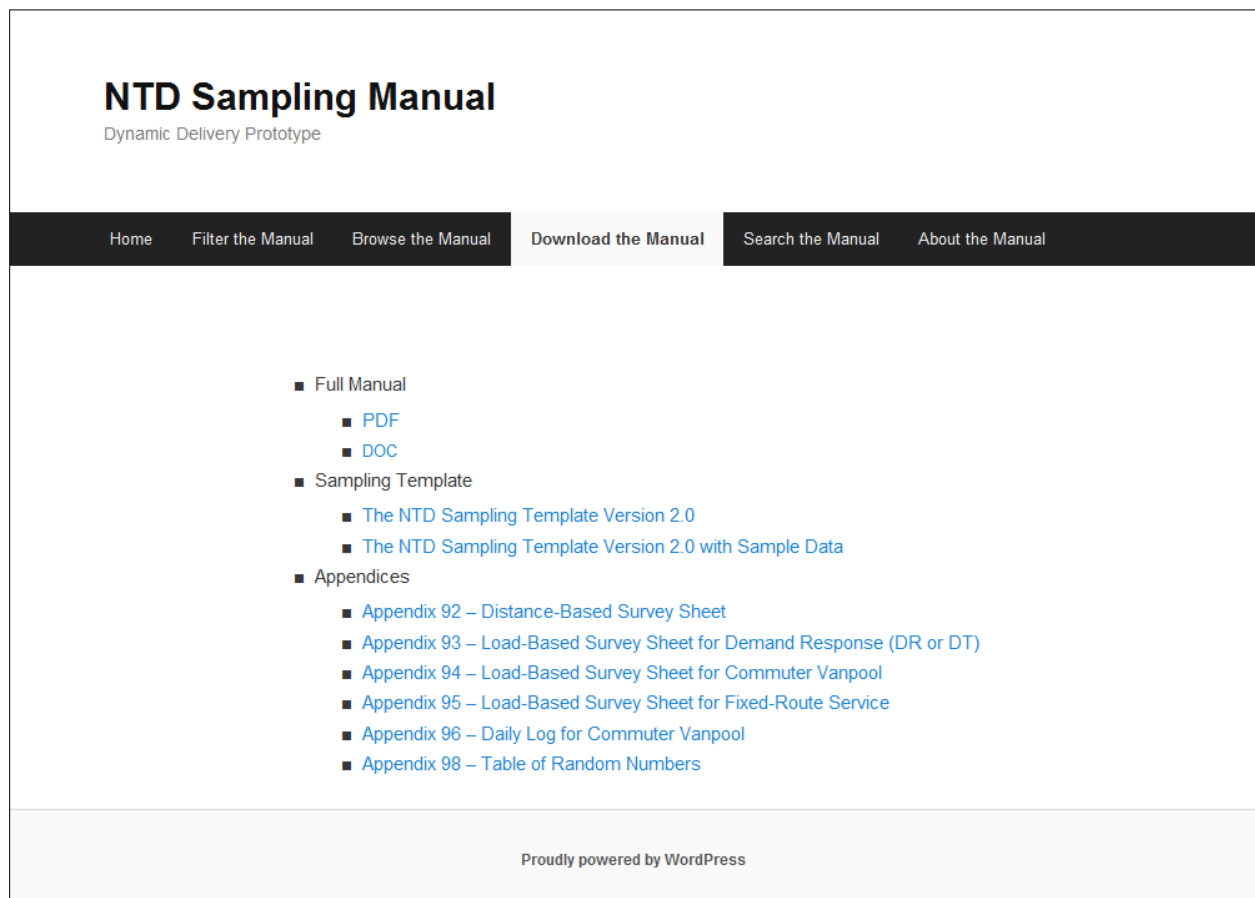 NTD Sampling Manual
Dynamic Delivery Prototype
Home Filter the Manual Browse the Manual Download the Manual Search the Manual About the Manual
Full Manual
PDF
DOC
Sampling Template
The NTD Sampling Template Version 2.0
The NTD Sampling Template Version 2.0 with Sample Data
Appendices
Appendix 92 – Distance-Based Survey Sheet
Appendix 93 – Load-Based Survey Sheet for Demand Response (DR or DT)
Appendix 94 – Load-Based Survey Sheet for Commuter Vanpool
Appendix 95 – Load-Based Survey Sheet for Fixed-Route Service
Appendix 96 – Daily Log for Commuter Vanpool
Appendix 98 – Table of Random Numbers
Proudly powered by WordPress